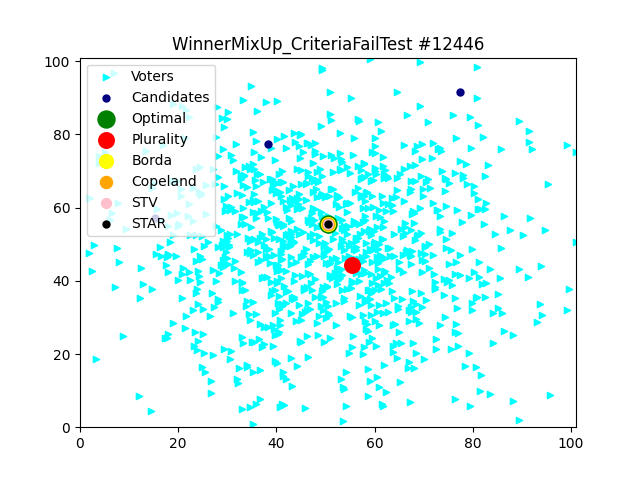 WinnerMixUp_CriteriaFailTest #12446
100
80
60
40
20
0
Voters
Candidates
Optimal
Plurality
Borda
Copeland
STV
STAR
0 20 40 60 80 100